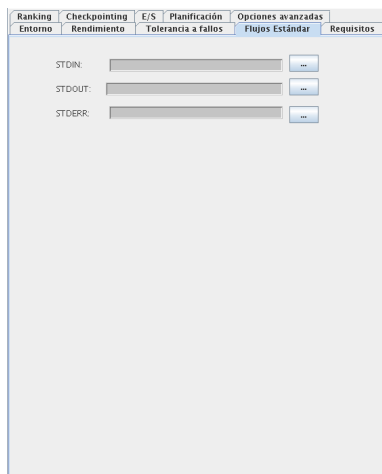 Ranking Checkpointing E/S Planificación Opciones avanzadas
Entorno Rendimiento Tolerancia a fallos Flujos Estándar Requisitos
STDIN: ...
STDOUT: ...
STDERR: ...